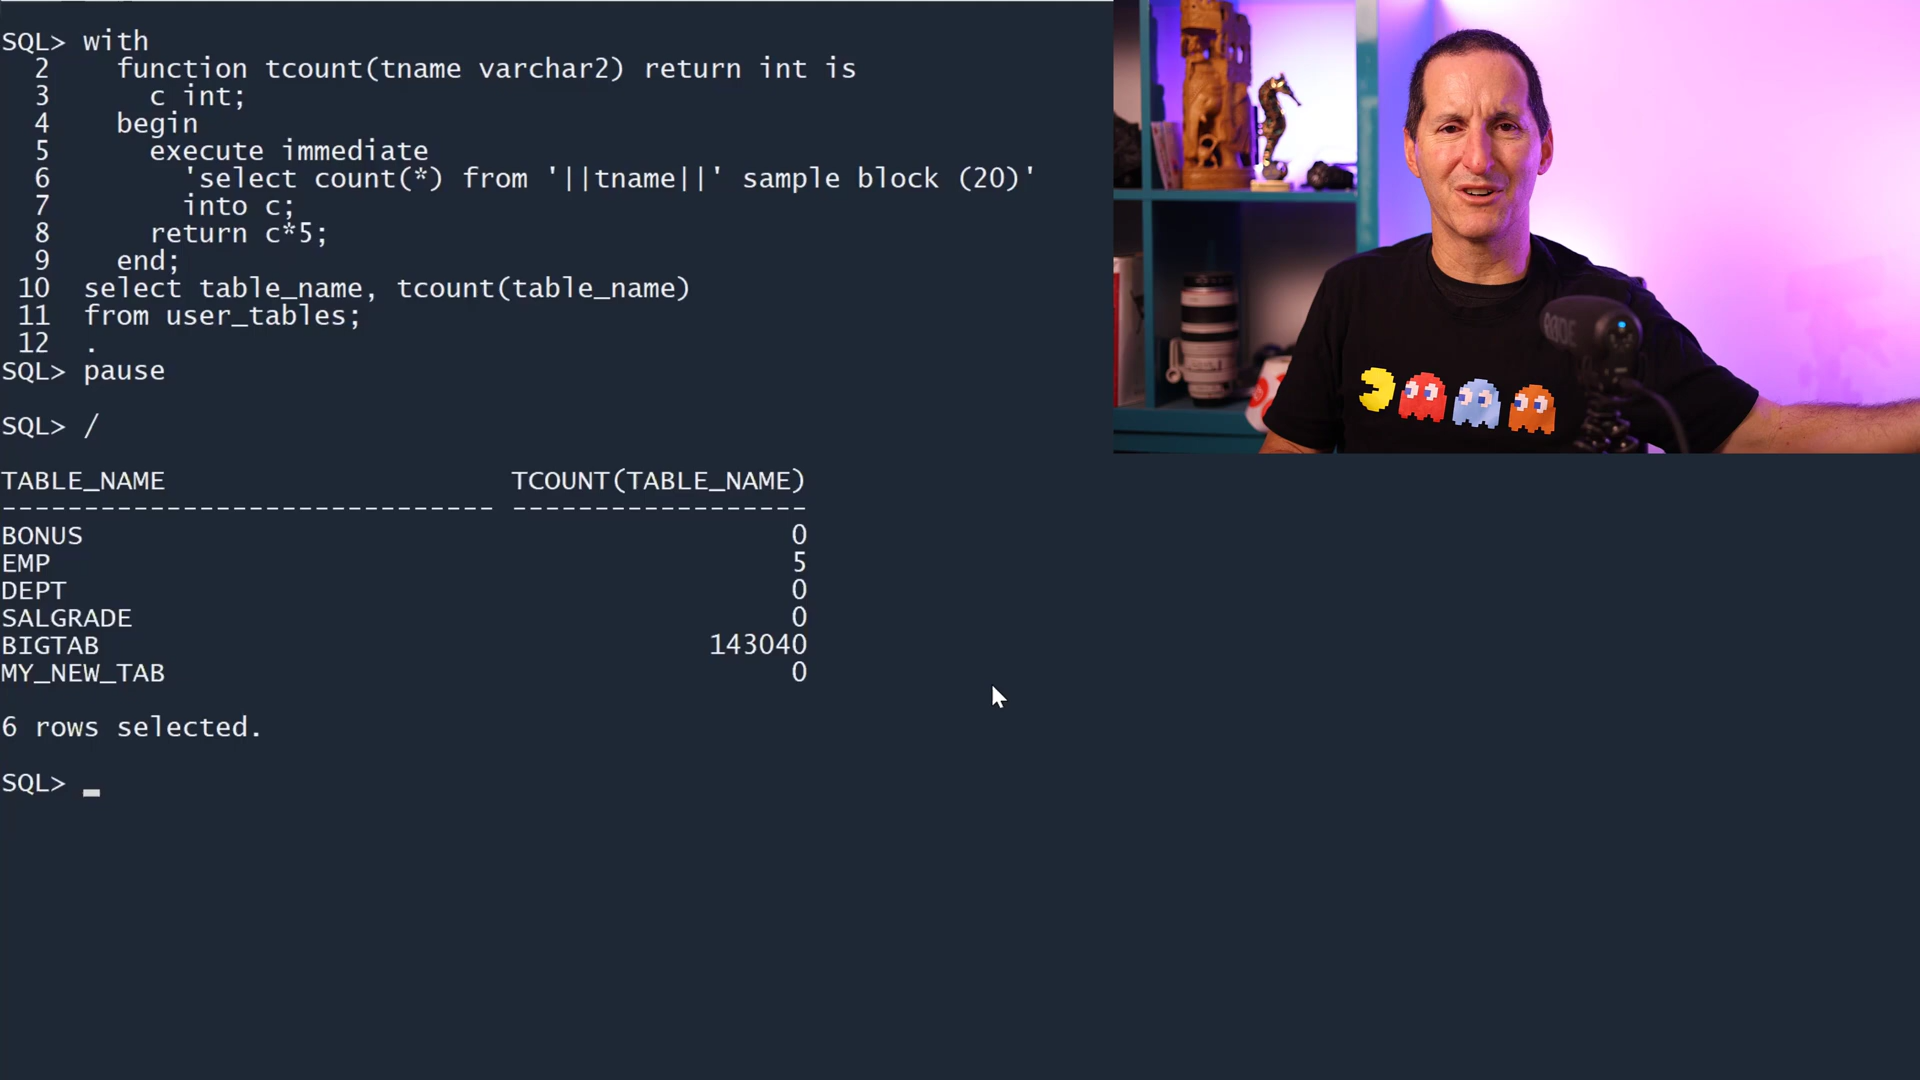 SQL> with
2 function tcount(tname varchar2) return int is
3 c int;
4 begin
5 execute immediate
6 'select count(*) from '||tname||' sample block (20)'
7 into c;
8 return c*5;
9 end;
10 select table_name, tcount(table_name)
11 from user_tables;
12 .
SQL> pause
SQL> /
TABLE_NAME TCOUNT(TABLE_NAME)
------------------------------ ------------------
BONUS 0
EMP 5
DEPT 0
SALGRADE 0
BIGTAB 143040
MY_NEW_TAB 0
6 rows selected.
SQL> _
RØDE